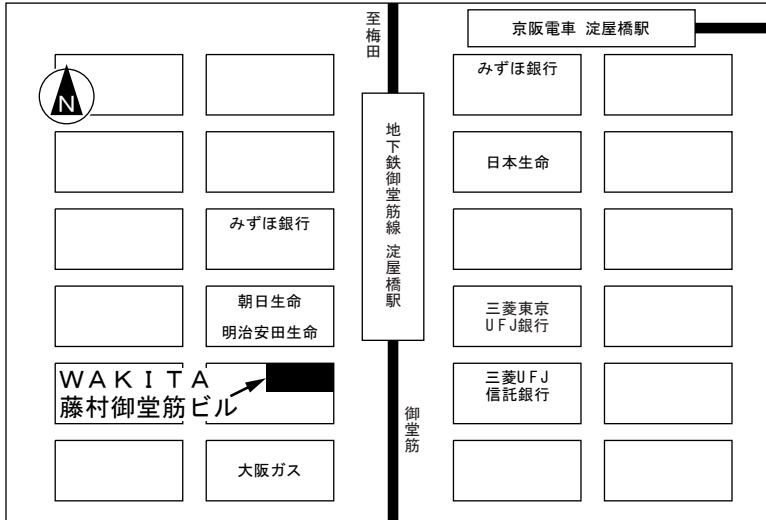 至梅田
京阪電車 淀屋橋駅
みずほ銀行
N
地下鉄御堂筋線 淀屋橋駅
日本生命
みずほ銀行
朝日生命
明治安田生命
三菱東京
UFJ銀行
WAKITA
藤村御堂筋ビル
三菱UFJ
信託銀行
御堂筋
大阪ガス